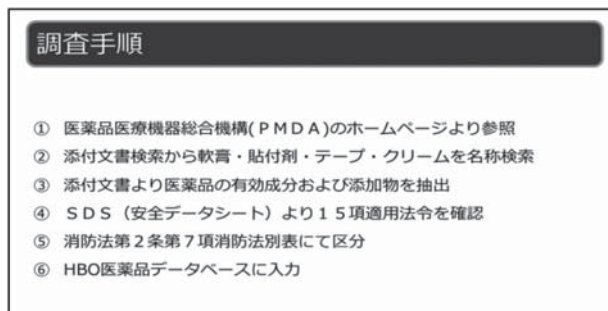 調査手順
① 医薬品医療機器総合機構(ＰＭＤＡ)のホームページより参照
② 添付文書検索から軟膏・貼付剤・テープ・クリームを名称検索
③ 添付文書より医薬品の有効成分および添加物を抽出
④ ＳＤＳ（安全データシート）より１５項適用法令を確認
⑤ 消防法第２条第７項消防法別表にて区分
⑥ HBO医薬品データベースに入力